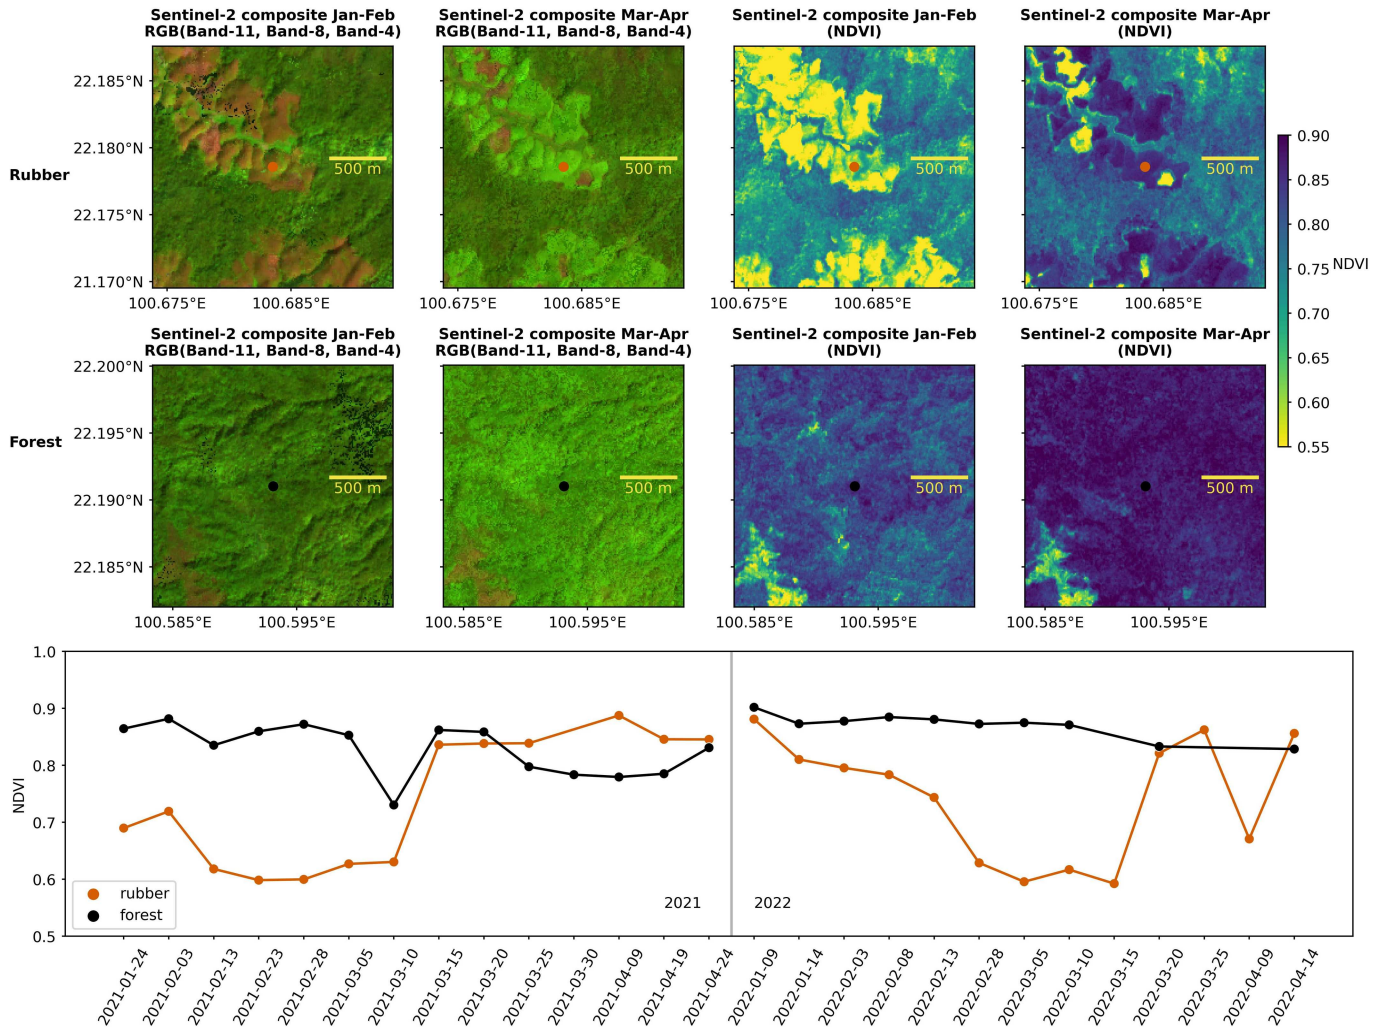 Sentinel-2 composite Jan-Feb
RGB(Band-11, Band-8, Band-4)
Sentinel-2 composite Mar-Apr
RGB(Band-11, Band-8, Band-4)
Sentinel-2 composite Jan-Feb
(NDVI)
Sentinel-2 composite Mar-Apr
(NDVI)
Rubber
22.185°N
22.180°N
22.175°N
21.170°N
500 m
500 m
500 m
500 m
100.675°E
100.685°E
100.675°E
100.685°E
100.675°E
100.685°E
100.675°E
100.685°E
0.90
0.85
0.80
0.75
0.70
0.65
0.60
0.55
NDVI
Sentinel-2 composite Jan-Feb
RGB(Band-11, Band-8, Band-4)
Sentinel-2 composite Mar-Apr
RGB(Band-11, Band-8, Band-4)
Sentinel-2 composite Jan-Feb
(NDVI)
Sentinel-2 composite Mar-Apr
(NDVI)
Forest
22.200°N
22.195°N
22.190°N
22.185°N
500 m
500 m
500 m
500 m
100.585°E
100.595°E
100.585°E
100.595°E
100.585°E
100.595°E
100.585°E
100.595°E
NDVI
1.0
0.9
0.8
0.7
0.6
0.5
rubber
forest
2021
2022
2021-01-24
2021-02-03
2021-02-13
2021-02-23
2021-02-28
2021-03-05
2021-03-10
2021-03-15
2021-03-20
2021-03-25
2021-03-30
2021-04-09
2021-04-19
2021-04-24
2022-01-09
2022-01-14
2022-02-03
2022-02-08
2022-02-13
2022-02-28
2022-03-05
2022-03-10
2022-03-15
2022-03-20
2022-03-25
2022-04-09
2022-04-14